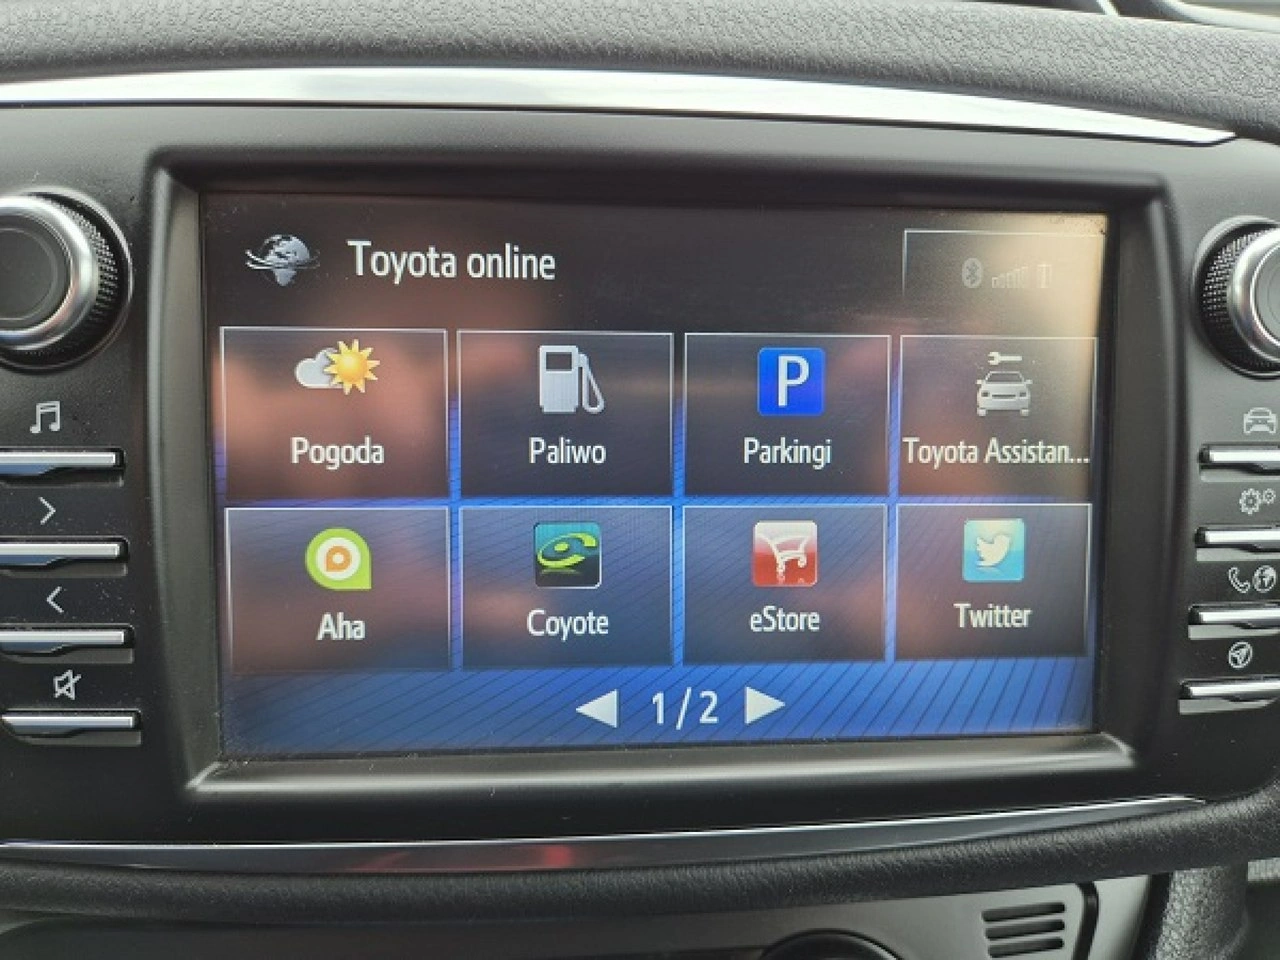 Toyota online
Pogoda
Paliwo
P
Parkingi
Toyota Assistan...
Aha
Coyote
eStore
Twitter
1/2